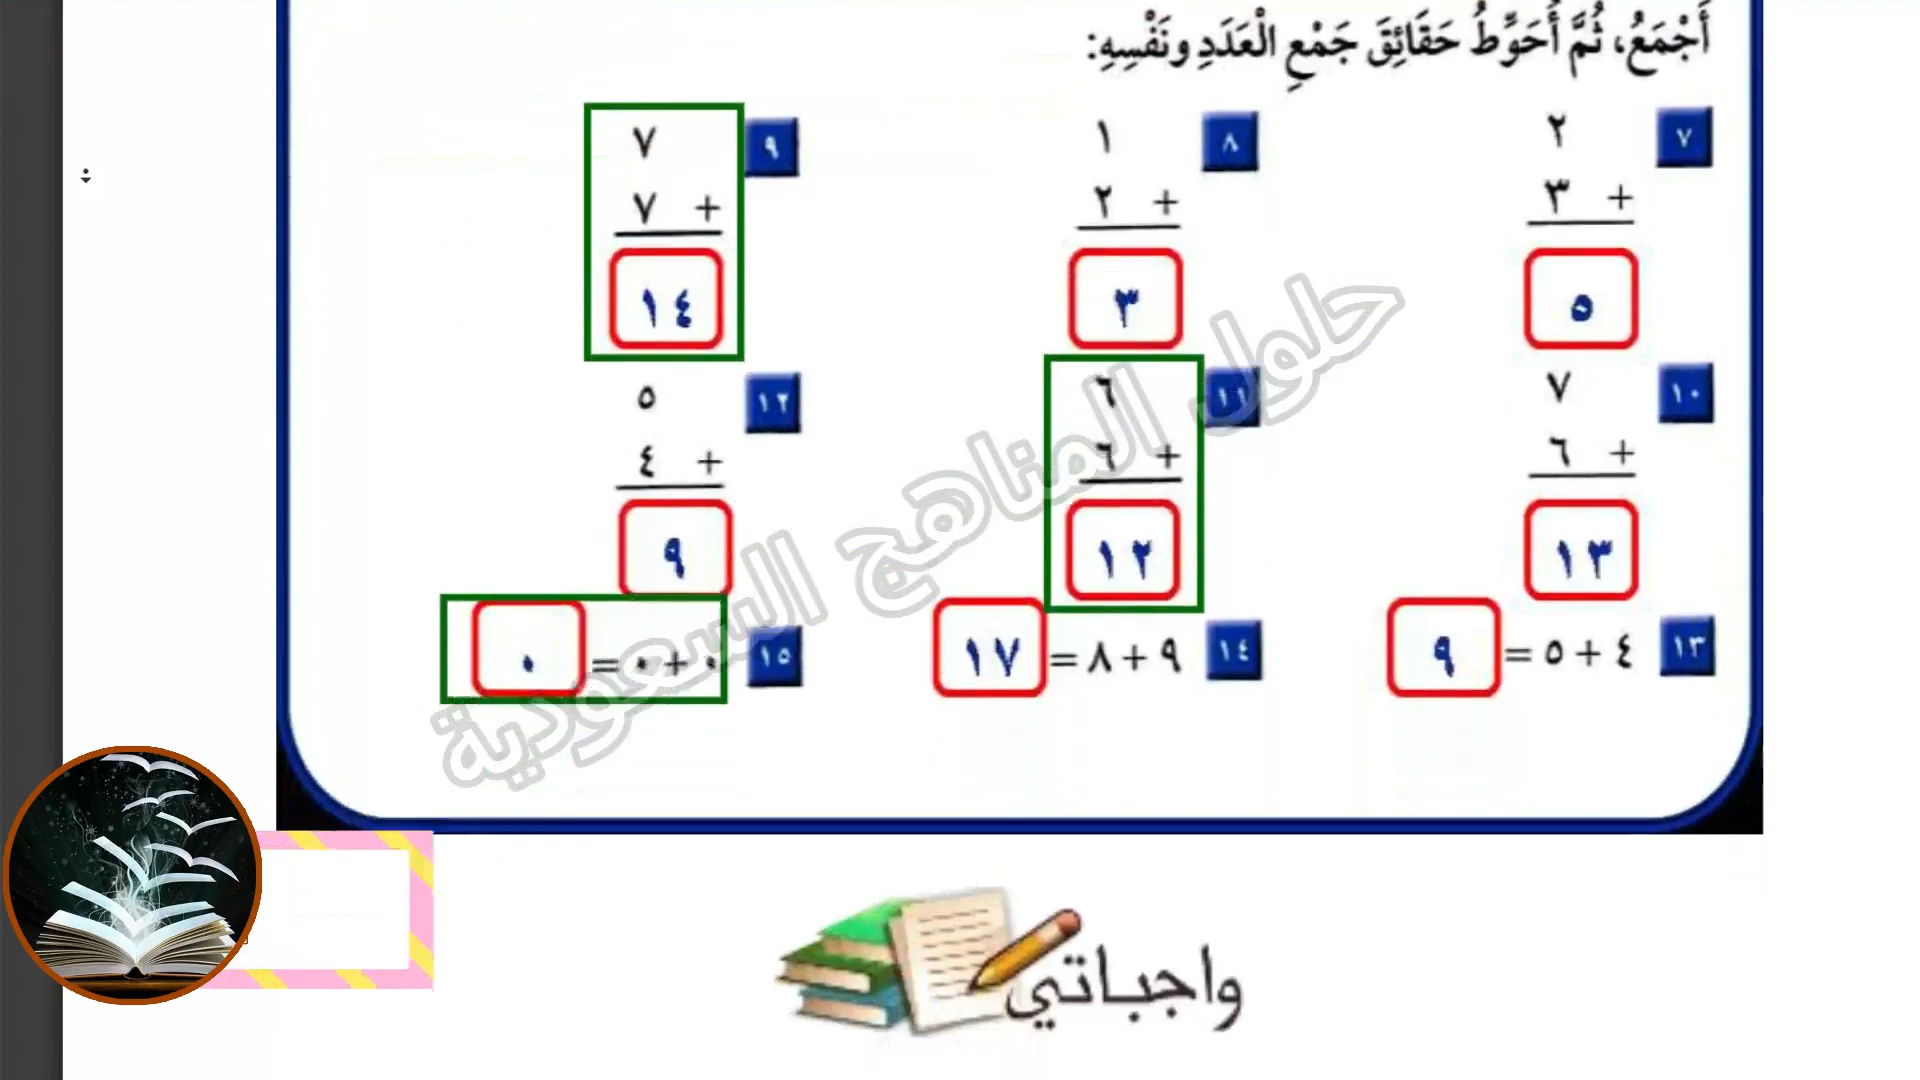 أَجْمَعُ، ثُمَّ أُحَوِّطُ حَقَائِقَ جَمْعِ الْعَدَدِ ونَفْسِهِ:
٧ ٨ ٩
٢ ١ ٧
+ ٣ + ٢ + ٧
٥ ٣ ١٤
١٠ ١١ ١٢
٧ ٦ ٥
+ ٦ + ٦ + ٤
١٣ ١٢ ٩
١٣ ٤ + ٥ = ٩
١٤ ٩ + ٨ = ١٧
١٥ ٠ + ٠ = ٠
حلول المناهج السعودية
واجباتي